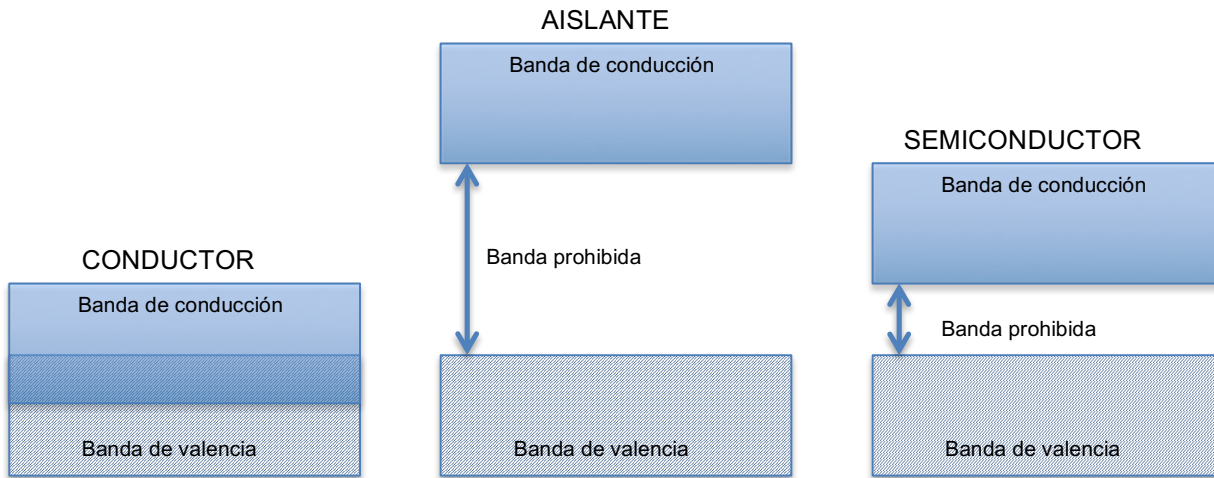 AISLANTE
Banda de conducción
SEMICONDUCTOR
Banda de conducción
Banda prohibida
CONDUCTOR
Banda de conducción
Banda prohibida
Banda de valencia
Banda de valencia
Banda de valencia